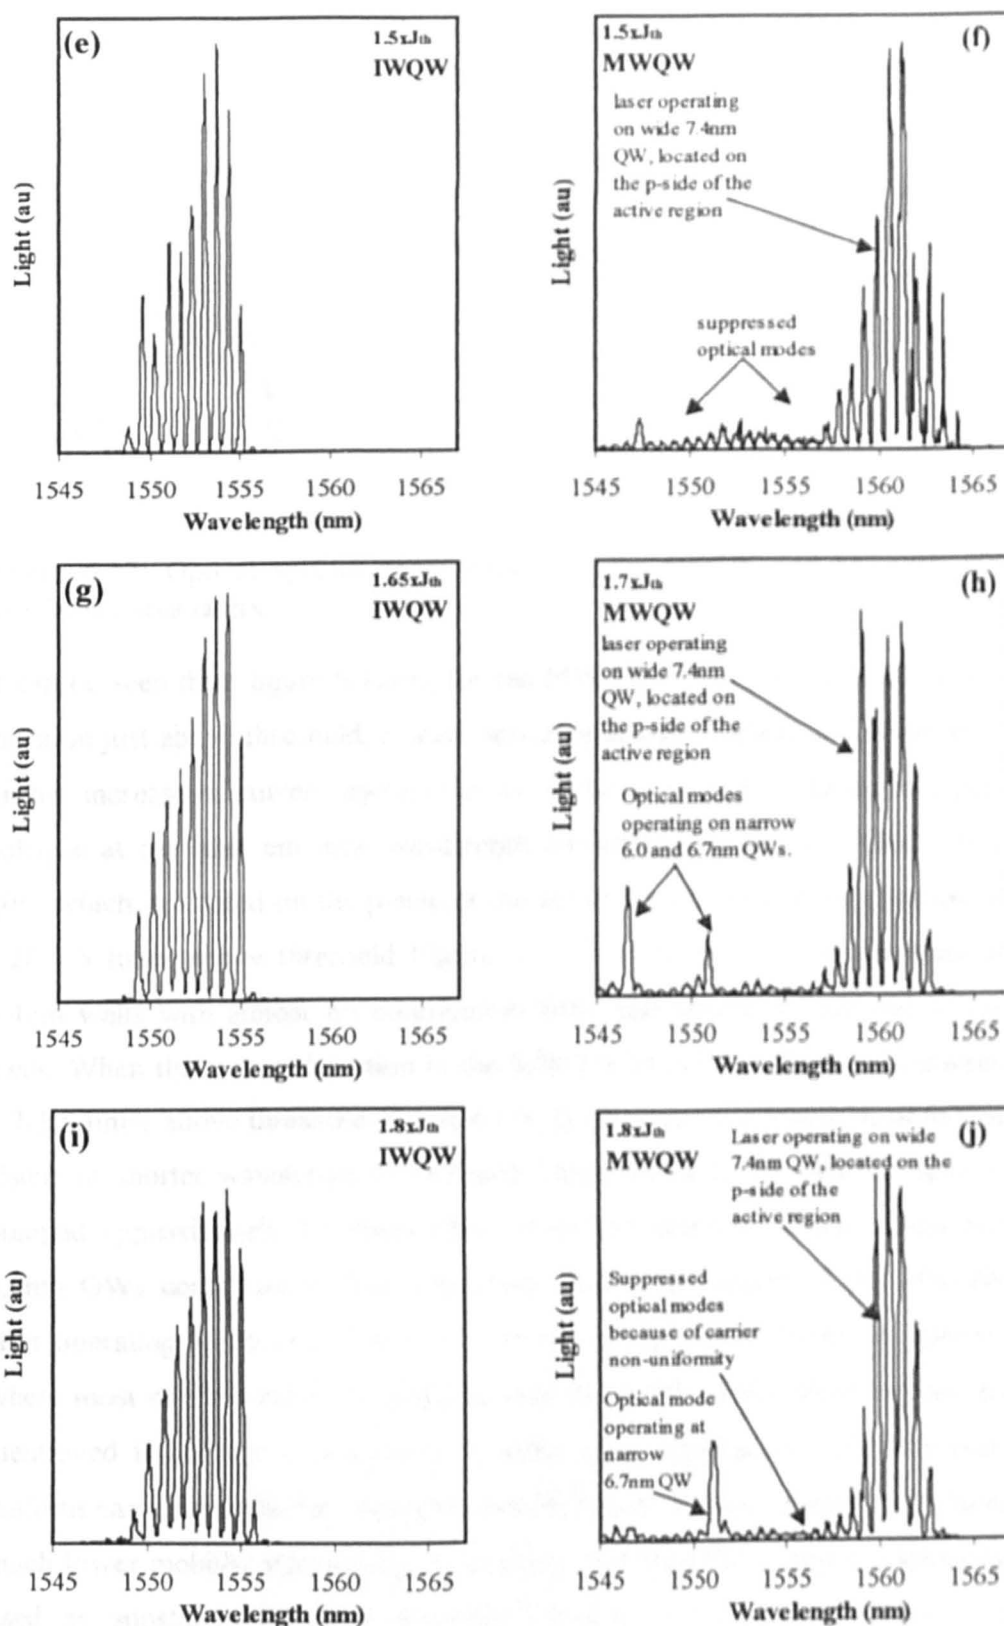 (e)
1.5xJth
IWQW
Light (au)
1545 1550 1555 1560 1565
Wavelength (nm)
1.5xJth
MWQW
(f)
laser operating
on wide 7.4nm
QW, located on
the p-side of the
active region
suppressed
optical modes
Light (au)
1545 1550 1555 1560 1565
Wavelength (nm)
(g)
1.65xJth
IWQW
Light (au)
1545 1550 1555 1560 1565
Wavelength (nm)
1.7xJth
MWQW
(h)
laser operating
on wide 7.4nm
QW, located on
the p-side of the
active region
Optical modes
operating on narrow
6.0 and 6.7nm QWs.
Light (au)
1545 1550 1555 1560 1565
Wavelength (nm)
(i)
1.8xJth
IWQW
Light (au)
1545 1550 1555 1560 1565
Wavelength (nm)
1.8xJth
MWQW
(j)
Laser operating on wide
7.4nm QW, located on the
p-side of the
active region
Suppressed
optical modes
because of carrier
non-uniformity
Optical mode
operating at
narrow
6.7nm QW
Light (au)
1545 1550 1555 1560 1565
Wavelength (nm)